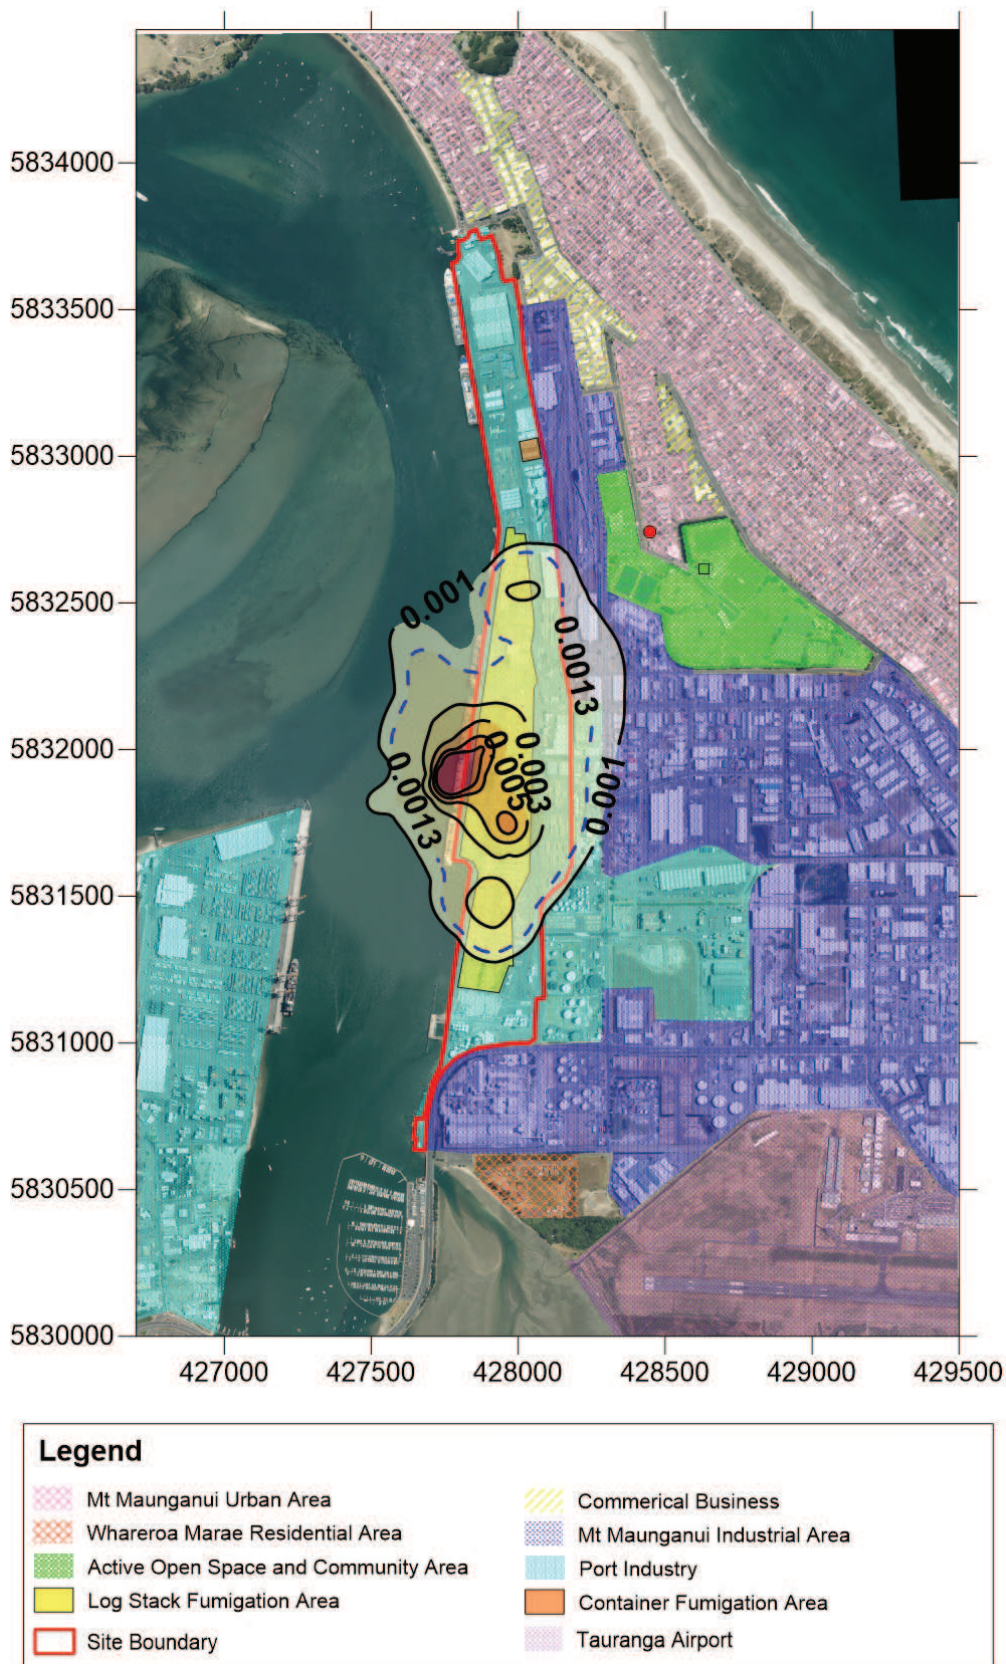 5834000
5833500
5833000
5832500
5832000
5831500
5831000
5830500
5830000
0.001
0.0013
0.003
0.005
0.0013
0.001
427000 427500 428000 428500 429000 429500
Legend
Mt Maunganui Urban Area
Whareroa Marae Residential Area
Active Open Space and Community Area
Log Stack Fumigation Area
Site Boundary
Commerical Business
Mt Maunganui Industrial Area
Port Industry
Container Fumigation Area
Tauranga Airport